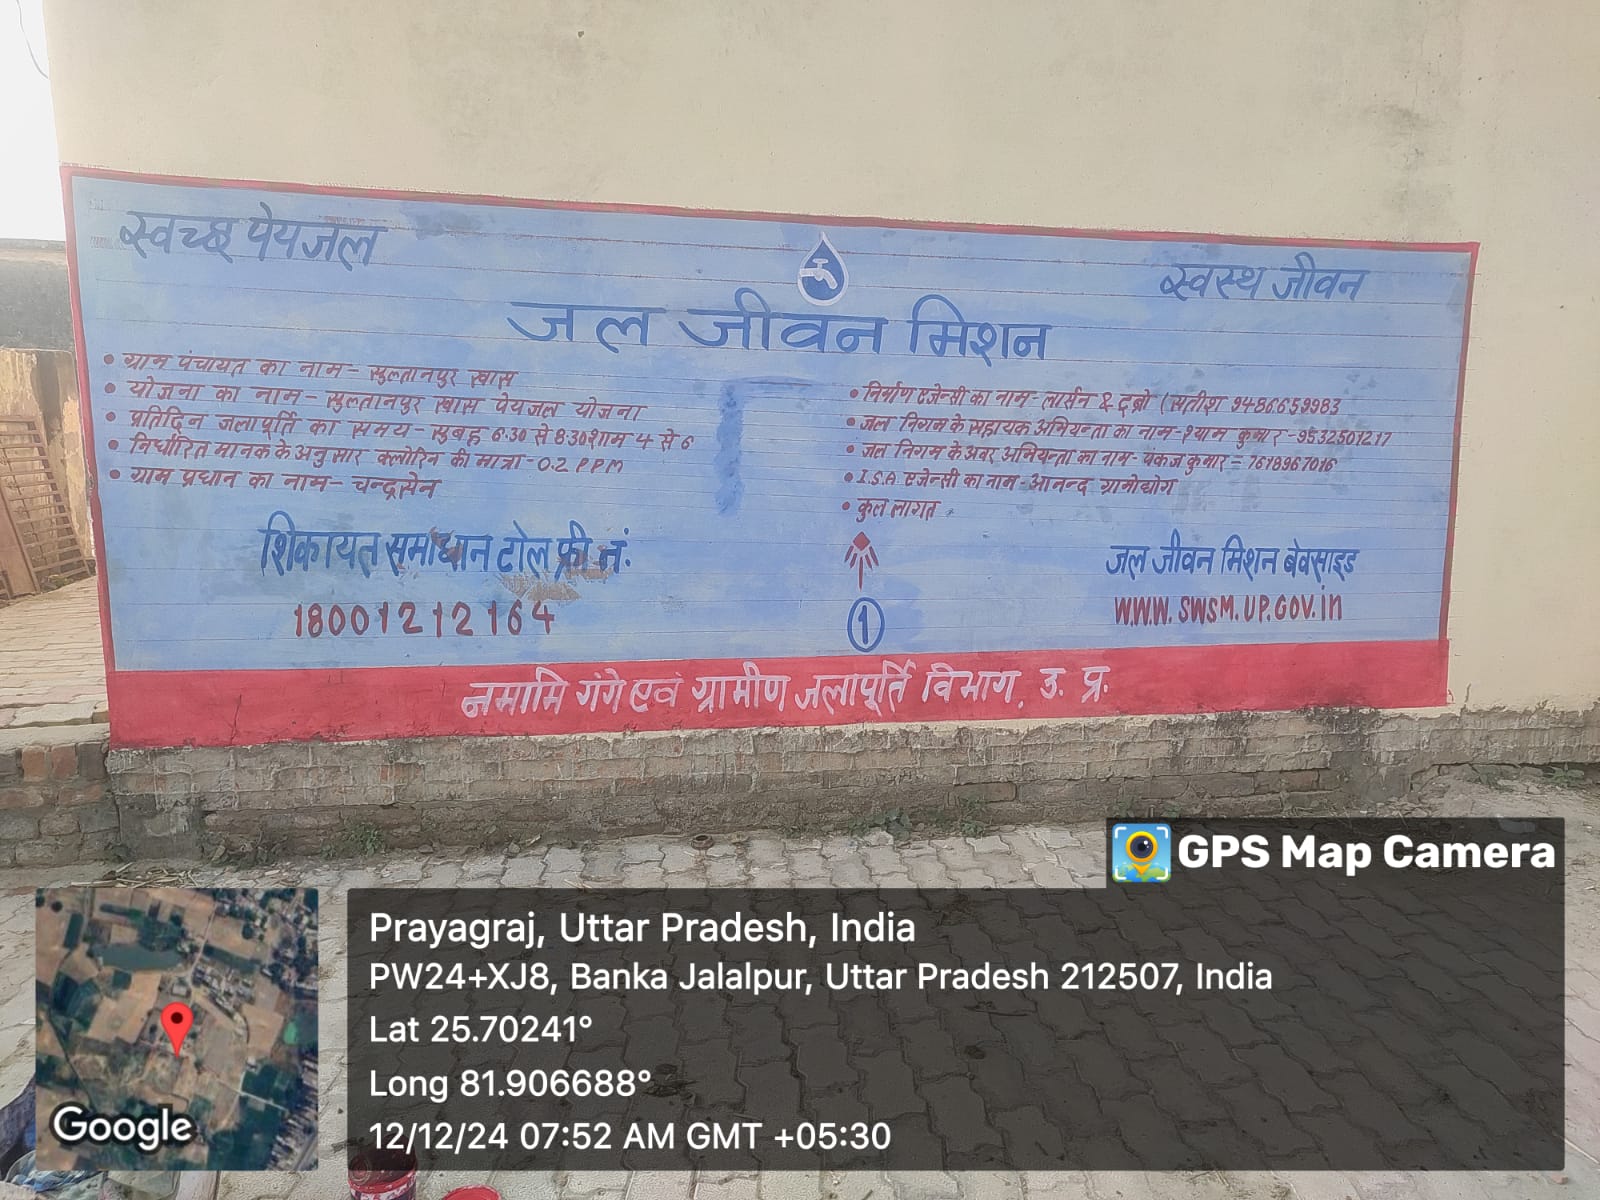 स्वच्छ पेयजल
स्वस्थ जीवन
जल जीवन मिशन
• ग्राम पंचायत का नाम- सुल्तानपुर खास
• योजना का नाम- सुल्तानपुर खास पेयजल योजना
• प्रतिदिन जलापूर्ति का समय- सुबह 6:30 से 8:30 शाम 4 से 6
• निर्धारित मानक के अनुसार क्लोरिन की मात्रा- 0.2 PPM
• ग्राम प्रधान का नाम- चन्द्रसेन
• निर्माण एजेन्सी का नाम- लार्सन & टूब्रो (सतीश 9486659983
• जल निगम के सहायक अभियन्ता का नाम- श्याम कुमार -9532501217
• जल निगम के अवर अभियन्ता का नाम- पंकज कुमार = 7618967016
• I.S.A. एजेन्सी का नाम- आनन्द ग्रामोद्योग
• कुल लागत
शिकायत समाधान टोल फ्री नं:
18001212164
1
जल जीवन मिशन बेवसाइड
WWW.SWSM.UP.GOV.in
नमामि गंगे एवं ग्रामीण जलापूर्ति विभाग, उ. प्र.
GPS Map Camera
Prayagraj, Uttar Pradesh, India
PW24+XJ8, Banka Jalalpur, Uttar Pradesh 212507, India
Lat 25.70241°
Long 81.906688°
12/12/24 07:52 AM GMT +05:30
Google